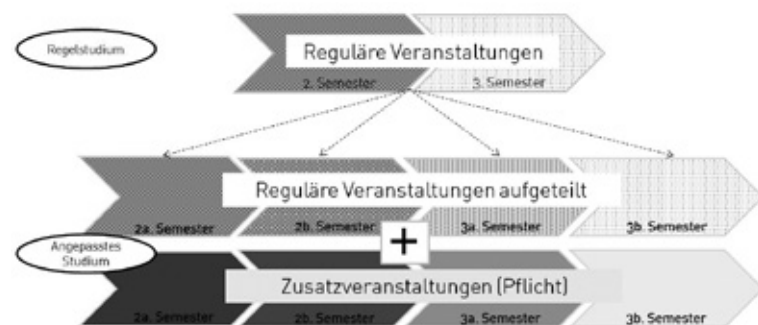 Regelstudium
Reguläre Veranstaltungen
2. Semester
3. Semester
Reguläre Veranstaltungen aufgeteilt
2a. Semester
2b. Semester
3a. Semester
3b. Semester
+
Angepasstes
Studium
Zusatzveranstaltungen (Pflicht)
2a. Semester
2b. Semester
3a. Semester
3b. Semester